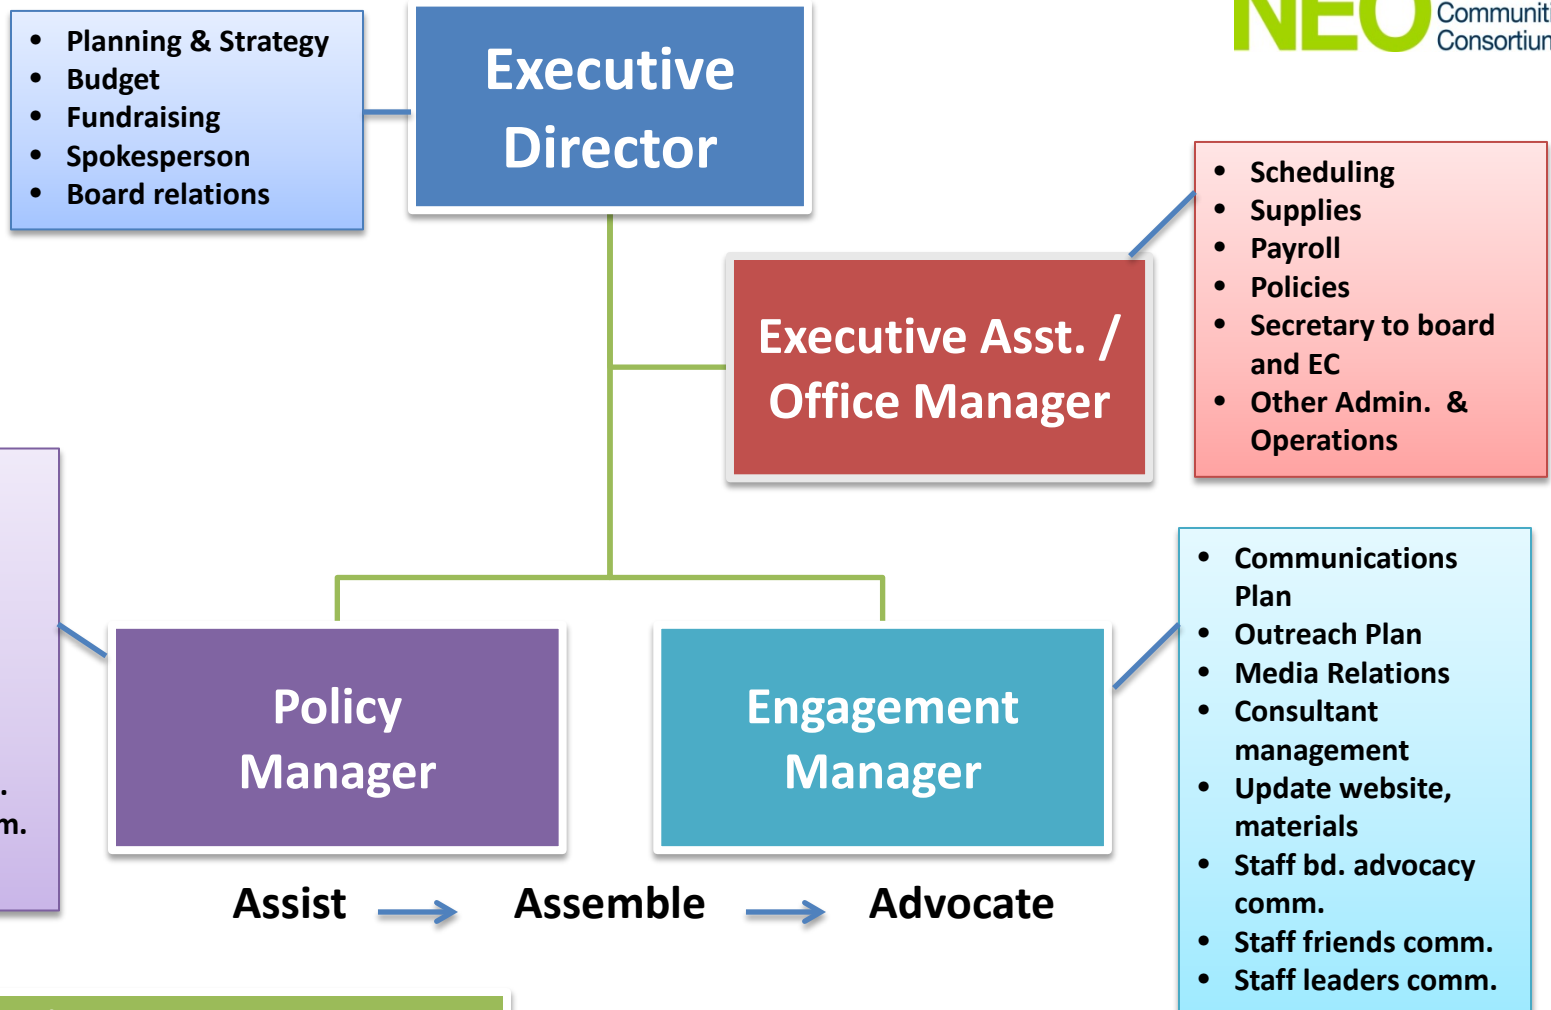 • Planning & Strategy
• Budget
• Fundraising
• Spokesperson
• Board relations
Executive
Director
NEO
Consortium
• Scheduling
• Supplies
• Payroll
• Policies
• Secretary to board
and EC
• Other Admin.  &
Operations
Executive Asst. /
Office Manager
Policy
Manager
Engagement
Manager
• Communications
Plan
• Outreach Plan
• Media Relations
• Consultant
management
• Update website,
materials
• Staff bd. advocacy
comm.
• Staff friends comm.
• Staff leaders comm.
Assist → Assemble → Advocate